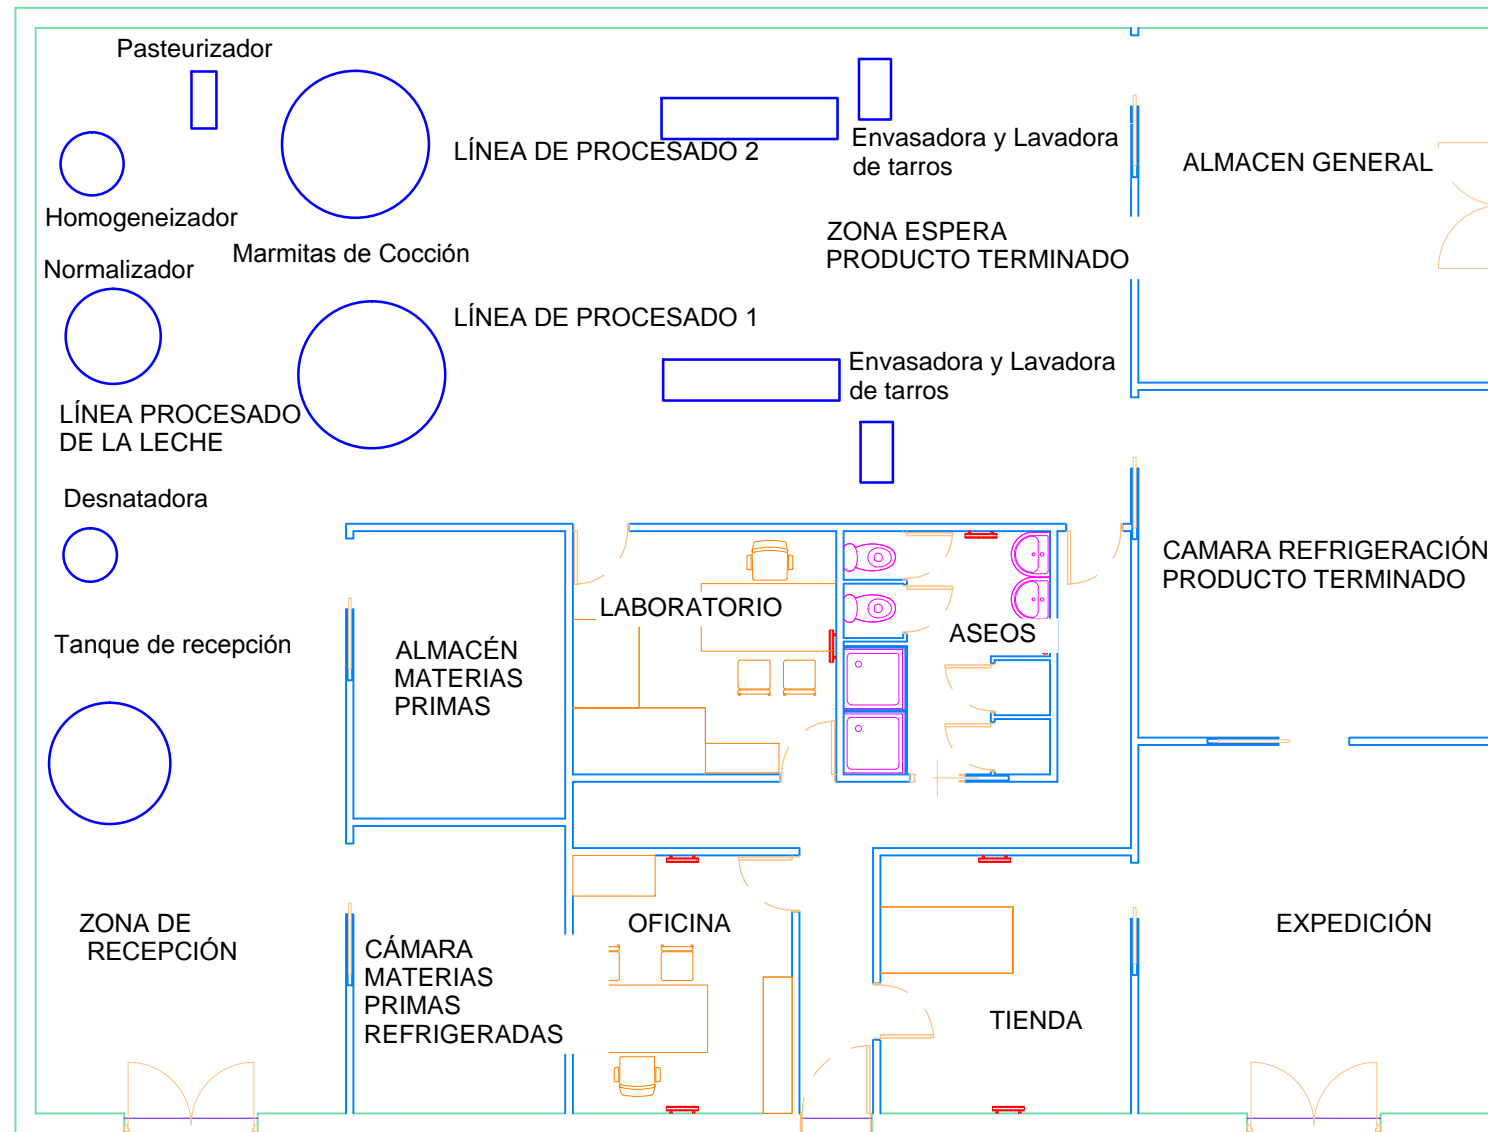 Pasteurizador
Envasadora y Lavadora
de tarros
LÍNEA DE PROCESADO 2
ALMACEN GENERAL
Homogeneizador
Marmitas de Cocción
ZONA ESPERA
PRODUCTO TERMINADO
Normalizador
LÍNEA DE PROCESADO 1
Envasadora y Lavadora
de tarros
LÍNEA PROCESADO
DE LA LECHE
Desnatadora
CAMARA REFRIGERACIÓN
PRODUCTO TERMINADO
LABORATORIO
ASEOS
Tanque de recepción
ALMACÉN
MATERIAS
PRIMAS
ZONA DE
RECEPCIÓN
CÁMARA
MATERIAS
PRIMAS
REFRIGERADAS
OFICINA
TIENDA
EXPEDICIÓN